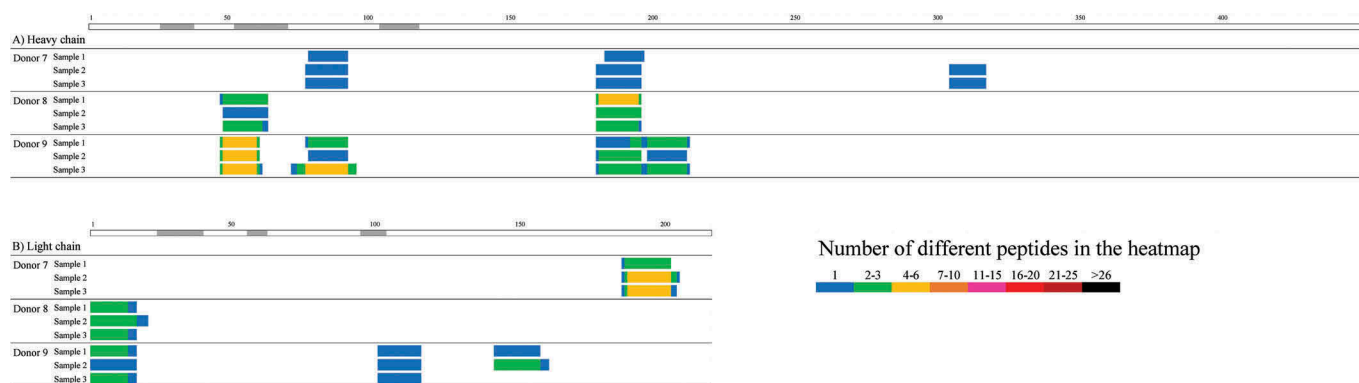 1 50 100 150 200 250 300 350 400
A) Heavy chain
Donor 7 Sample 1
Sample 2
Sample 3
Donor 8 Sample 1
Sample 2
Sample 3
Donor 9 Sample 1
Sample 2
Sample 3
1 50 100 150 200
B) Light chain
Donor 7 Sample 1
Sample 2
Sample 3
Donor 8 Sample 1
Sample 2
Sample 3
Donor 9 Sample 1
Sample 2
Sample 3
Number of different peptides in the heatmap
1 2-3 4-6 7-10 11-15 16-20 21-25 >26